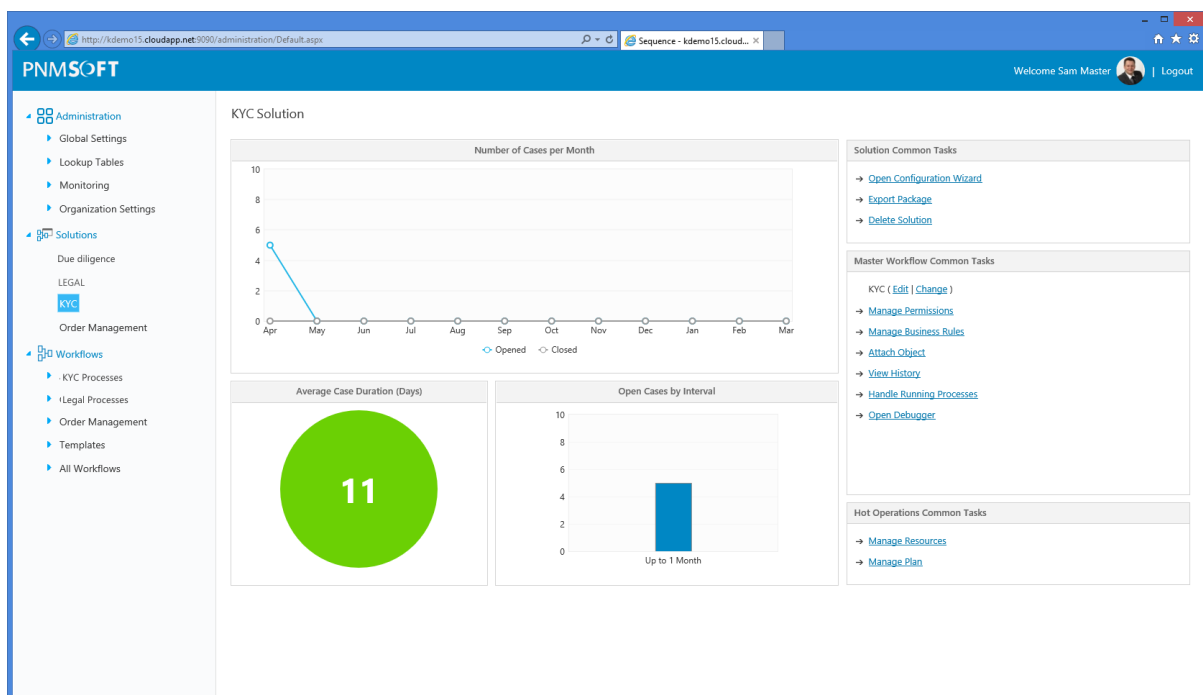 http://kdemo15.cloudapp.net:9090/administration/Default.aspx
Sequence - kdemo15.cloud...
PNMSOFT
Welcome Sam Master | Logout
Administration
Global Settings
Lookup Tables
Monitoring
Organization Settings
Solutions
Due diligence
LEGAL
KYC
Order Management
Workflows
KYC Processes
Legal Processes
Order Management
Templates
All Workflows
KYC Solution
Number of Cases per Month
10
8
6
4
2
0
Apr May Jun Jul Aug Sep Oct Nov Dec Jan Feb Mar
Opened Closed
Average Case Duration (Days)
11
Open Cases by Interval
10
8
6
4
2
0
Up to 1 Month
Solution Common Tasks
Open Configuration Wizard
Export Package
Delete Solution
Master Workflow Common Tasks
KYC ( Edit | Change )
Manage Permissions
Manage Business Rules
Attach Object
View History
Handle Running Processes
Open Debugger
Hot Operations Common Tasks
Manage Resources
Manage Plan